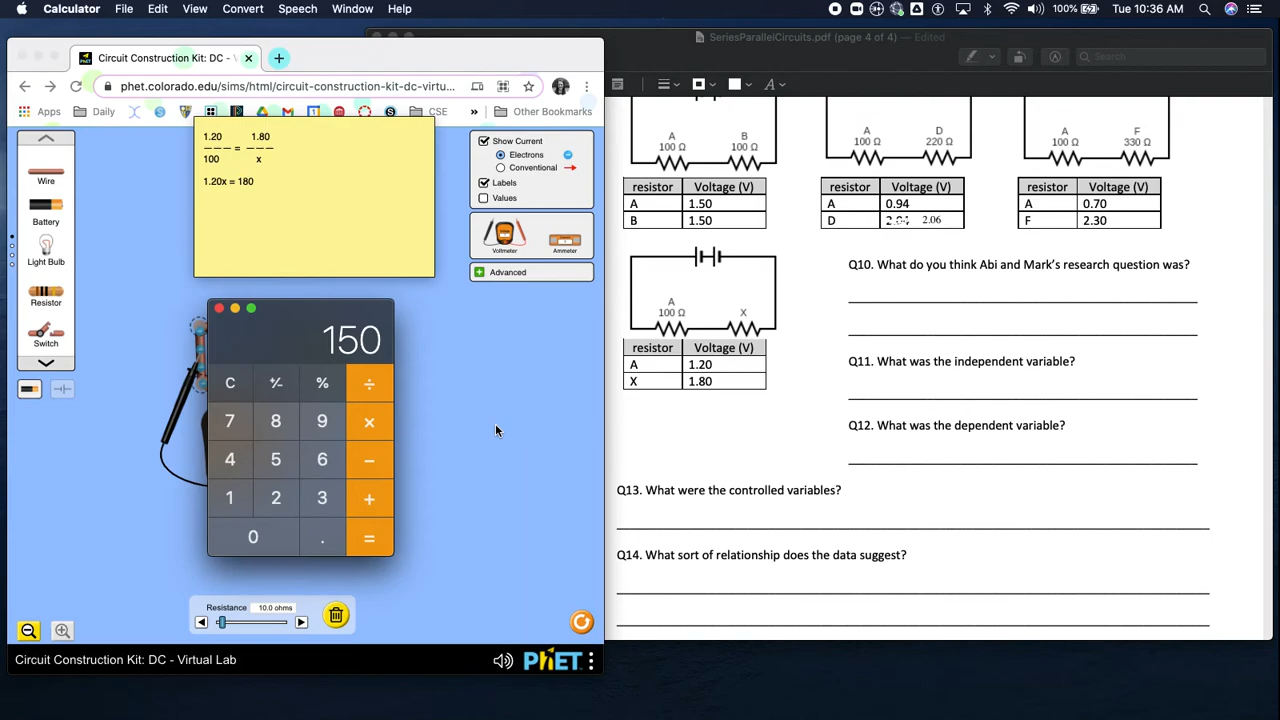 Calculator File Edit View Convert Speech Window Help 100% Tue 10:36 AM
SeriesParallelCircuits.pdf (page 4 of 4) — Edited
Circuit Construction Kit: DC - V
phet.colorado.edu/sims/html/circuit-construction-kit-dc-virtu...
Search
Apps Daily CSE » Other Bookmarks
Wire
Battery
Light Bulb
Resistor
Switch
1.20 1.80
— — — = — — —
100 x
1.20x = 180
Show Current
Electrons
Conventional
Labels
Values
Voltmeter Ammeter
Advanced
150
C +/- % ÷
7 8 9 ×
4 5 6 −
1 2 3 +
0 . =
Resistance 10.0 ohms
Circuit Construction Kit: DC - Virtual Lab
PhET
A B
100 Ω 100 Ω
resistor Voltage (V)
A 1.50
B 1.50
A D
100 Ω 220 Ω
resistor Voltage (V)
A 0.94
D 2.06
A F
100 Ω 330 Ω
resistor Voltage (V)
A 0.70
F 2.30
A X
100 Ω
resistor Voltage (V)
A 1.20
X 1.80
Q10. What do you think Abi and Mark's research question was?
Q11. What was the independent variable?
Q12. What was the dependent variable?
Q13. What were the controlled variables?
Q14. What sort of relationship does the data suggest?